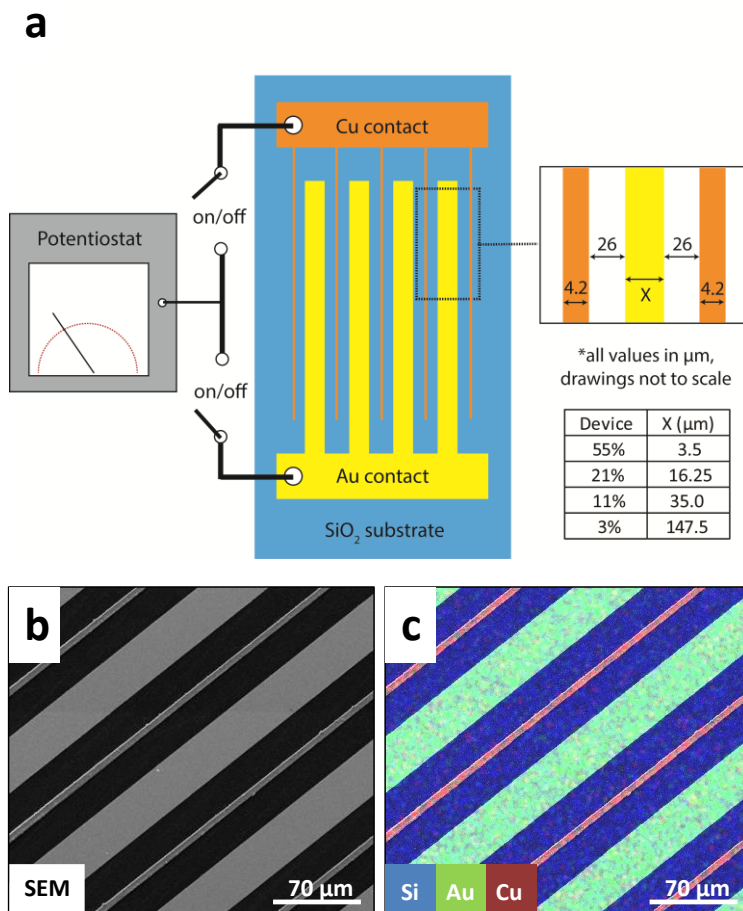 a
Cu contact
on/off
Potentiostat
26
26
4.2
X
4.2
on/off
*all values in µm,
drawings not to scale
Device X (µm)
55% 3.5
21% 16.25
11% 35.0
3% 147.5
Au contact
SiO₂ substrate
b
SEM
70 µm
c
Si Au Cu
70 µm